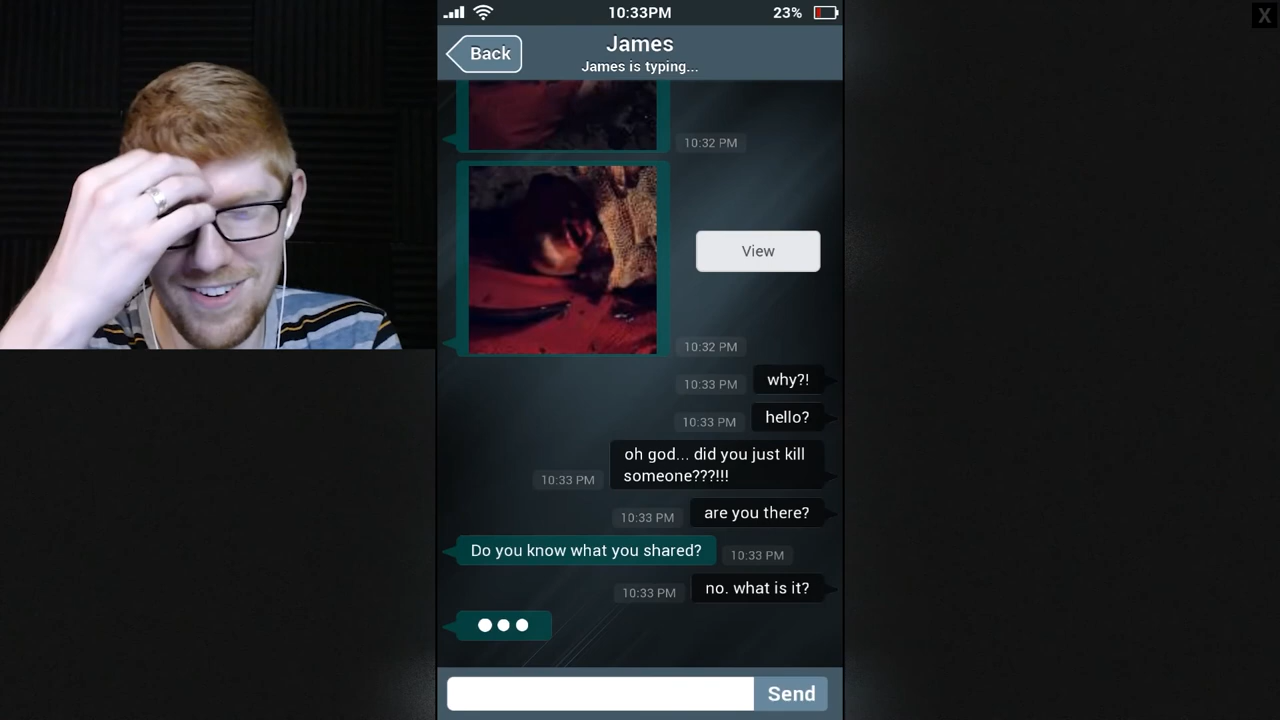 10:33PM
23%
X
Back
James
James is typing...
10:32 PM
View
10:32 PM
10:33 PM
why?!
10:33 PM
hello?
oh god... did you just kill
someone???!!!
10:33 PM
10:33 PM
are you there?
Do you know what you shared?
10:33 PM
10:33 PM
no. what is it?
Send